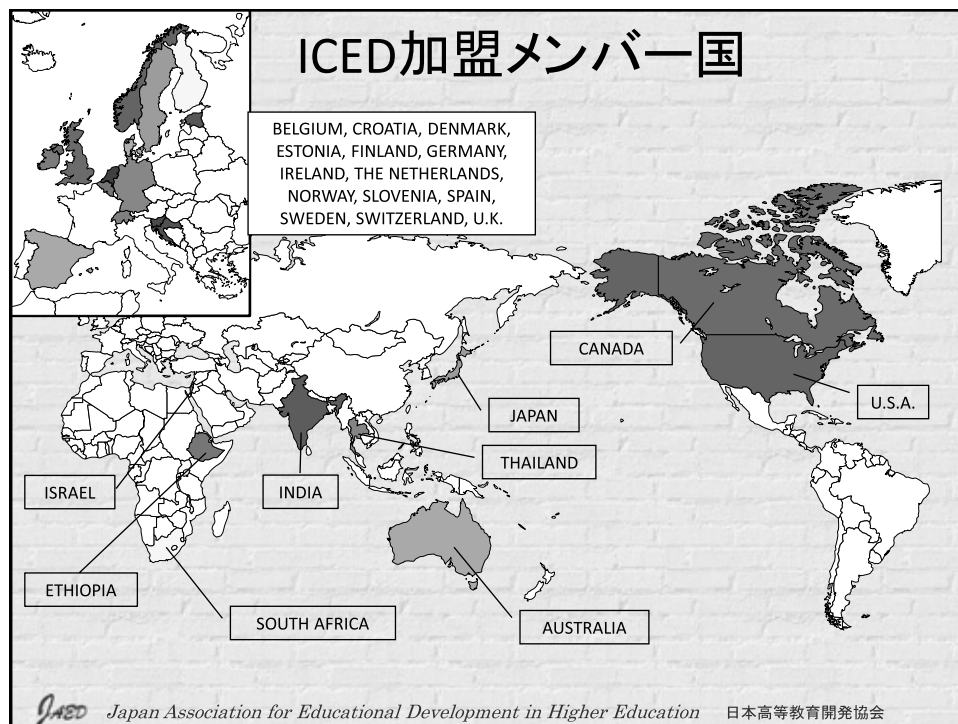 ICED加盟メンバー国
BELGIUM, CROATIA, DENMARK,
ESTONIA, FINLAND, GERMANY,
IRELAND, THE NETHERLANDS,
NORWAY, SLOVENIA, SPAIN,
SWEDEN, SWITZERLAND, U.K.
CANADA
U.S.A.
JAPAN
THAILAND
ISRAEL
INDIA
ETHIOPIA
SOUTH AFRICA
AUSTRALIA
JAED Japan Association for Educational Development in Higher Education 日本高等教育開発協会